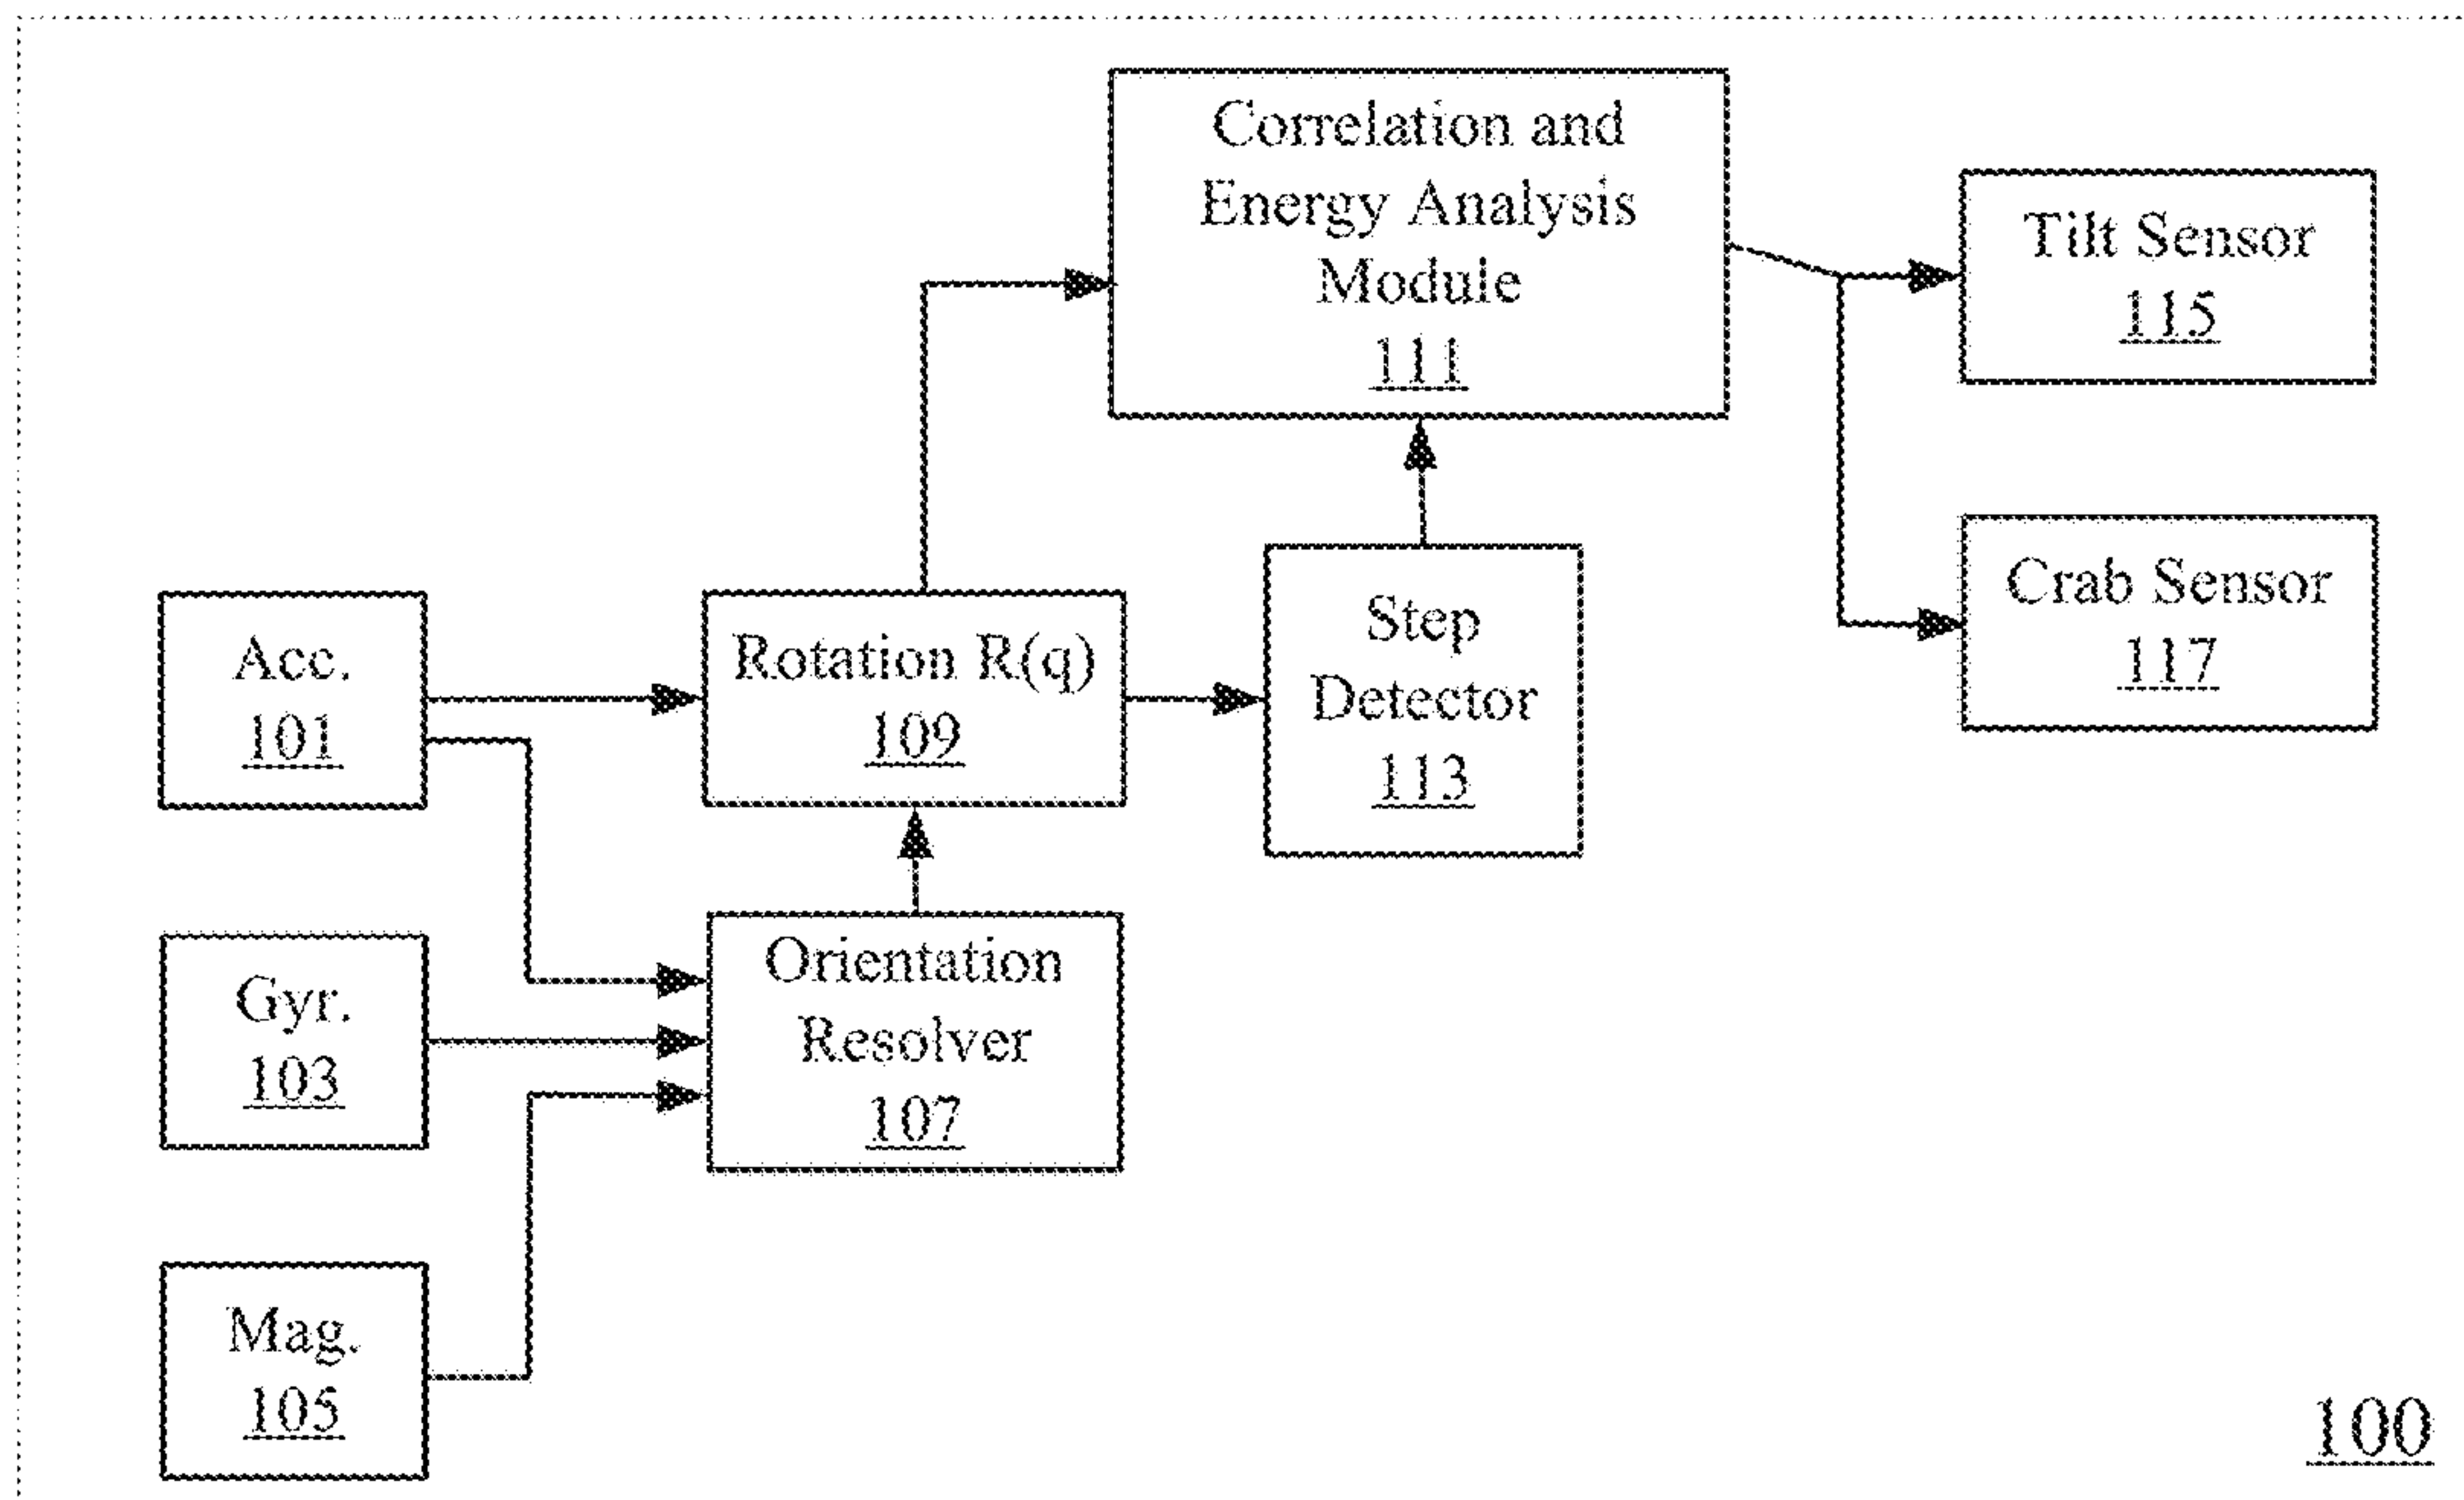 Correlation and
Energy Analysis
Module
111
Tilt Sensor
115
Crab Sensor
117
Step
Detector
113
Acc.
101
Rotation R(q)
109
Gyr.
103
Orientation
Resolver
107
Mag.
105
100